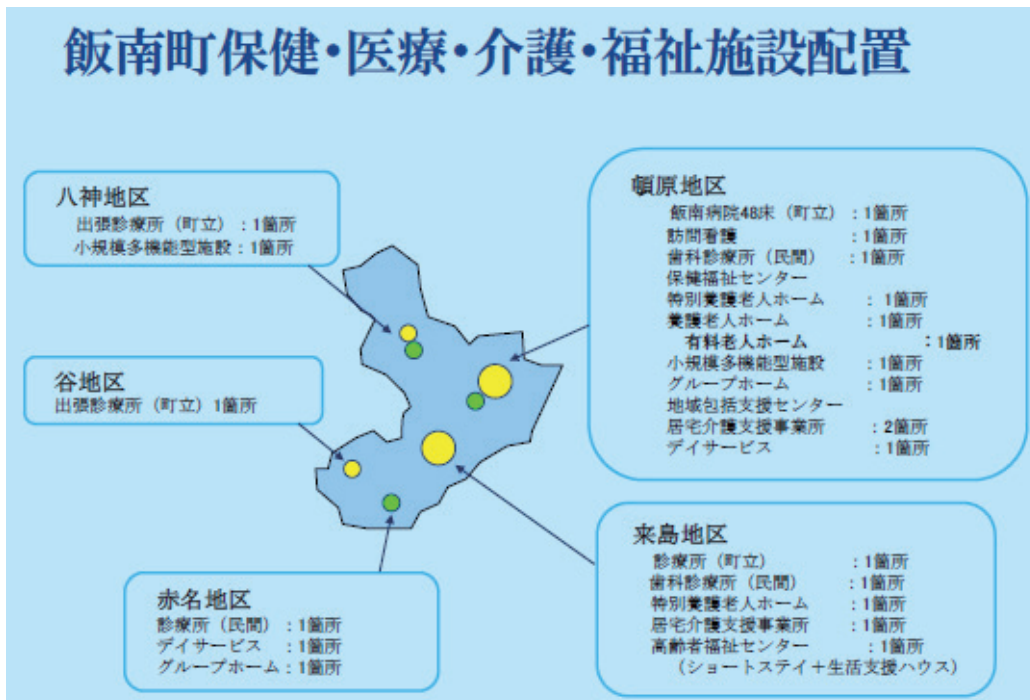 飯南町保健・医療・介護・福祉施設配置
八神地区
出張診療所（町立）：1箇所
小規模多機能型施設：1箇所
谷地区
出張診療所（町立）1箇所
赤名地区
診療所（民間）：1箇所
デイサービス：1箇所
グループホーム：1箇所
頓原地区
飯南病院48床（町立）：1箇所
訪問看護：1箇所
歯科診療所（民間）：1箇所
保健福祉センター
特別養護老人ホーム：1箇所
養護老人ホーム：1箇所
有料老人ホーム：1箇所
小規模多機能型施設：1箇所
グループホーム：1箇所
地域包括支援センター
居宅介護支援事業所：2箇所
デイサービス：1箇所
来島地区
診療所（町立）：1箇所
歯科診療所（民間）：1箇所
特別養護老人ホーム：1箇所
居宅介護支援事業所：1箇所
高齢者福祉センター：1箇所
（ショートステイ＋生活支援ハウス）